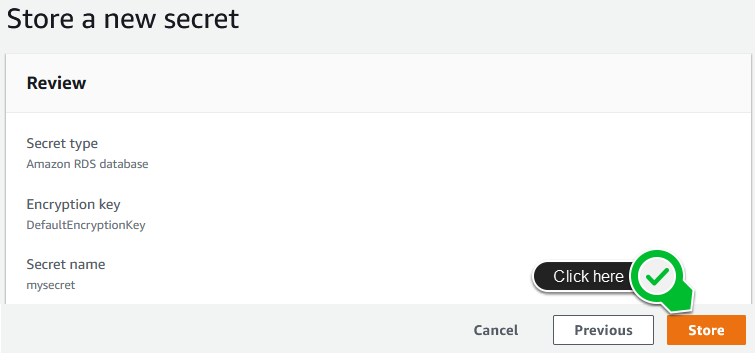 Store a new secret
Review
Secret type
Amazon RDS database
Encryption key
DefaultEncryptionKey
Secret name
mysecret
Click here
Cancel
Previous
Store